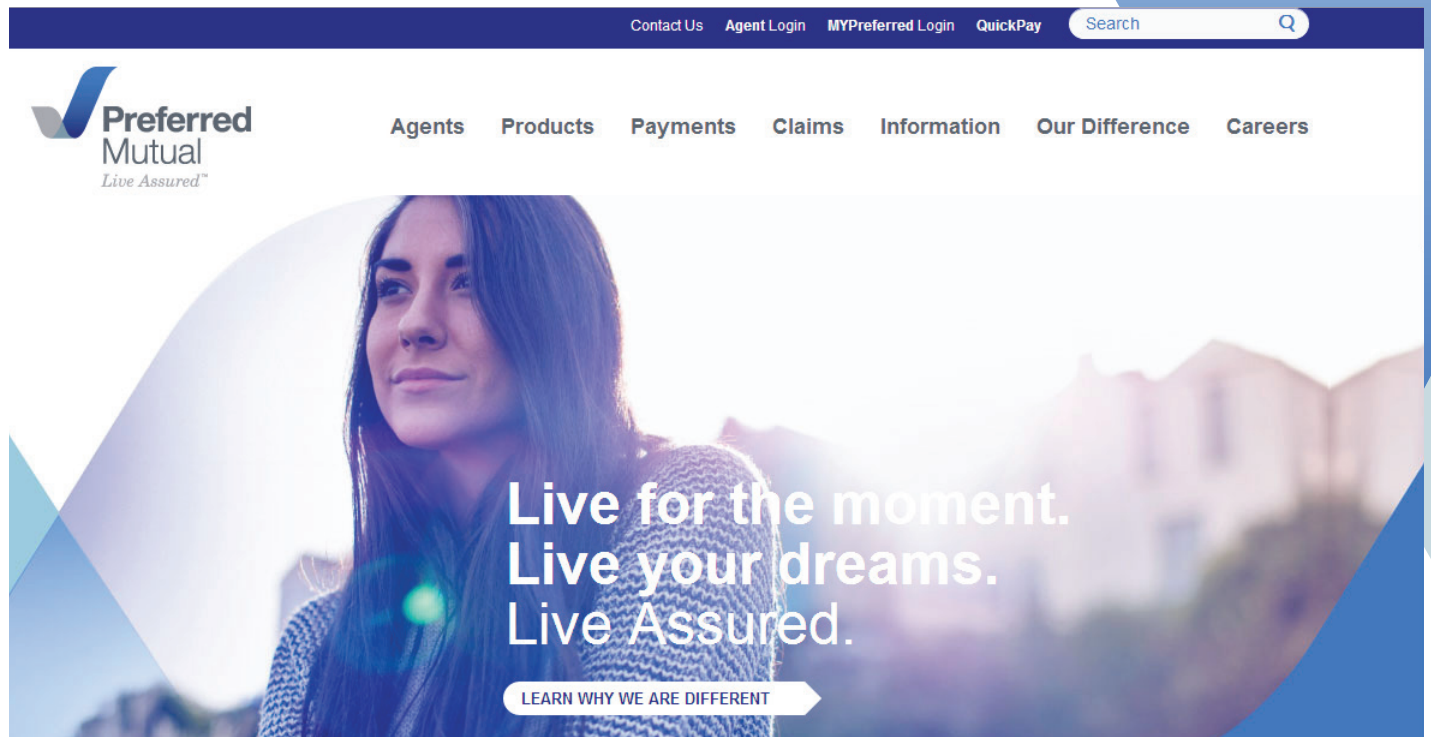 Contact Us Agent Login MYPreferred Login QuickPay Search
Preferred
Mutual
Live Assured™
Agents Products Payments Claims Information Our Difference Careers
Live for the moment.
Live your dreams.
Live Assured.
LEARN WHY WE ARE DIFFERENT